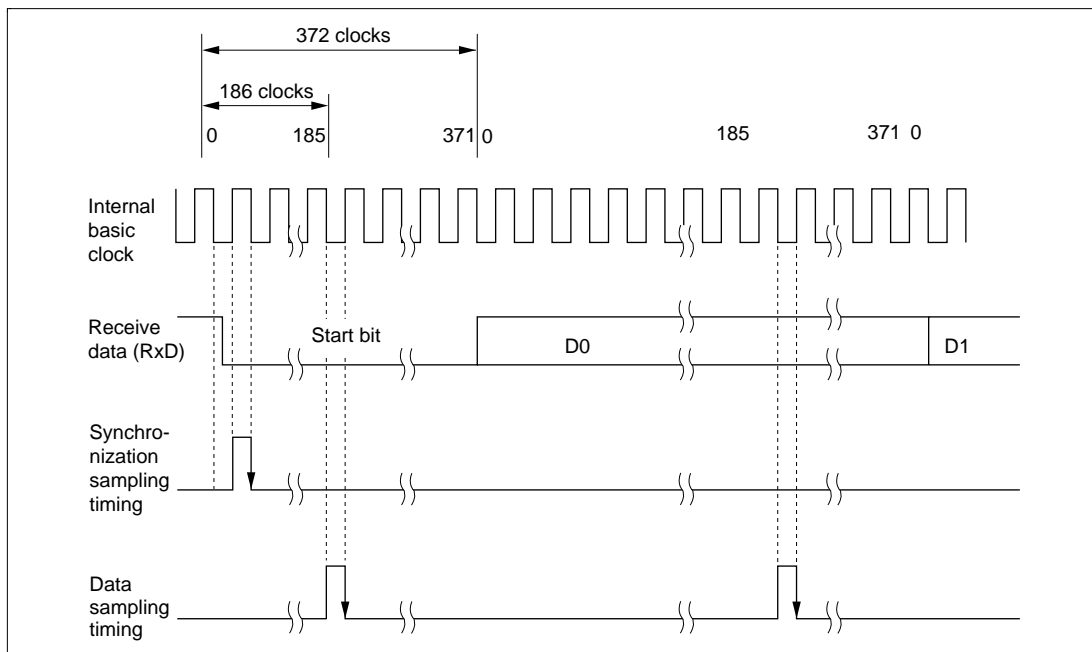 372 clocks
186 clocks
0 185 371 0 185 371 0
Internal
basic
clock
Receive
data (RxD)
Start bit
D0
D1
Synchro-
nization
sampling
timing
Data
sampling
timing